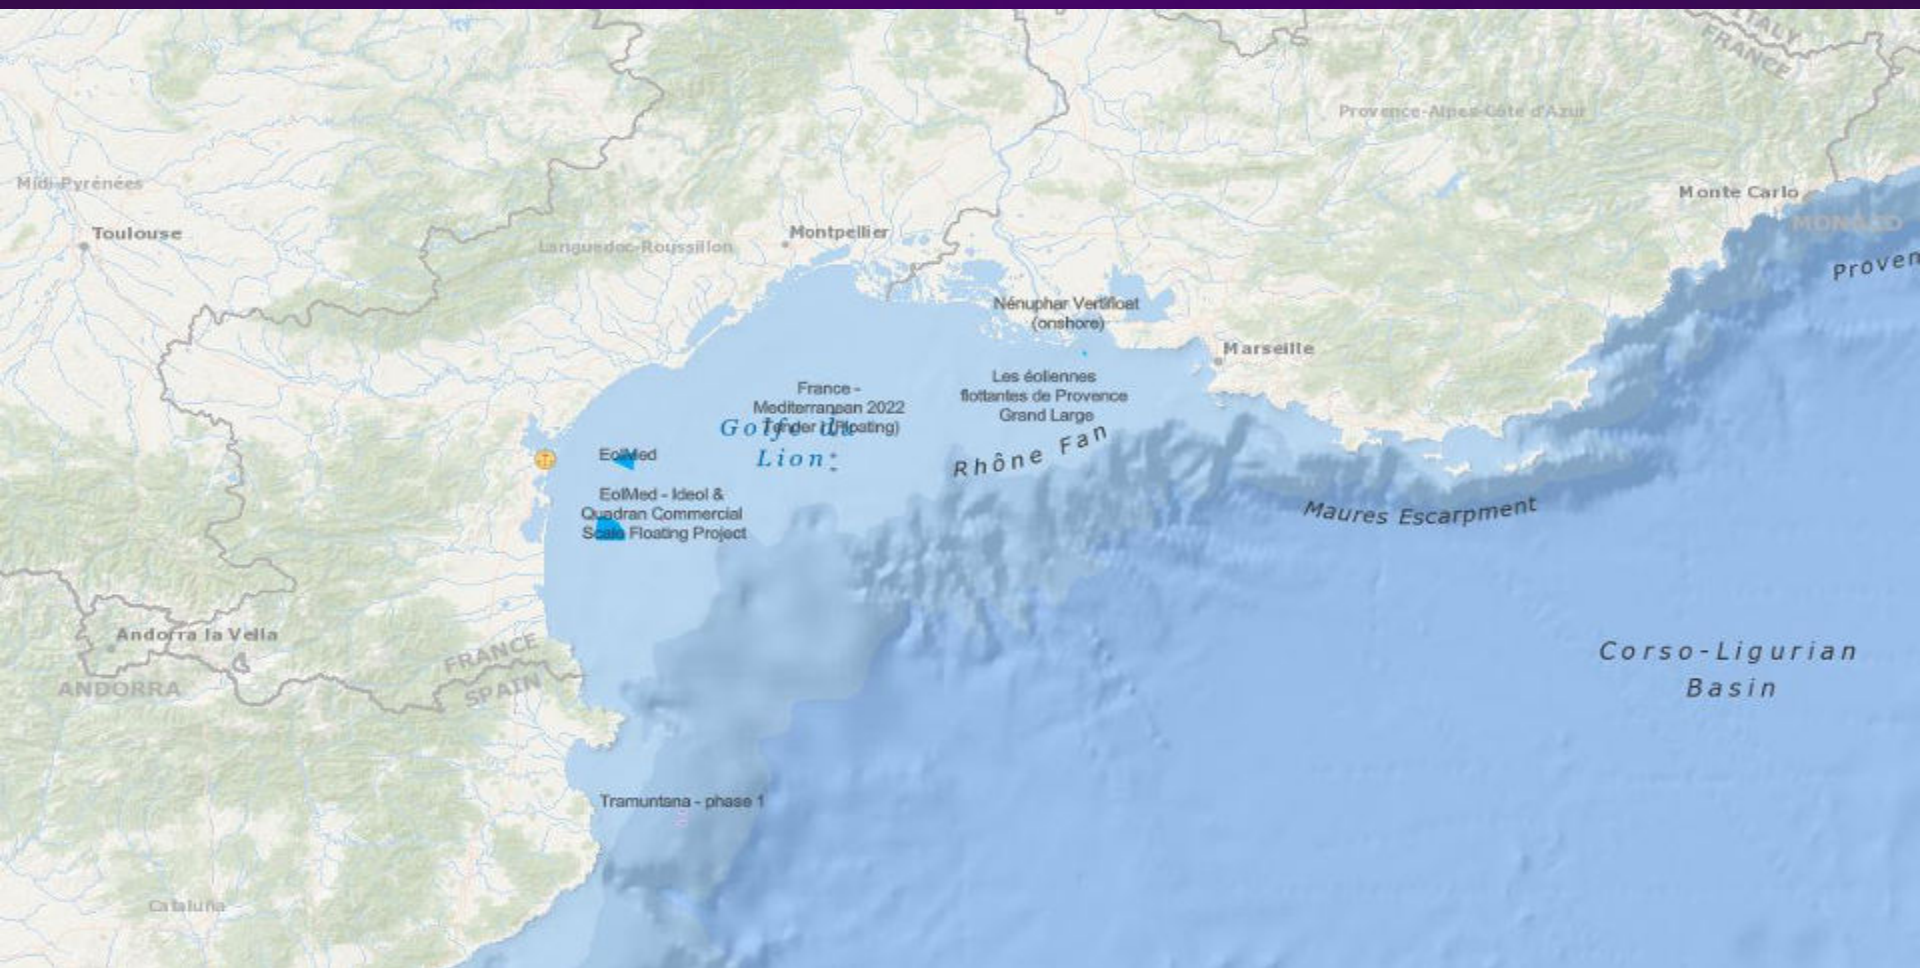 ITALY
FRANCE
Provence-Alpes-Côte d'Azur
Midi-Pyrénées
Monte Carlo
MONACO
Toulouse
Montpellier
Languedoc-Roussillon
Proven
Nénuphar Vertifloat
(onshore)
Marseille
Les éoliennes
flottantes de Provence
Grand Large
France -
Mediterranean 2022
Tender I (Floating)
Golfe du
Lion
Rhône Fan
EolMed
EolMed - Ideol &
Quadran Commercial
Scale Floating Project
Maures Escarpment
Andorra la Vella
FRANCE
SPAIN
ANDORRA
Corso-Ligurian
Basin
Tramuntana - phase 1
Cataluña